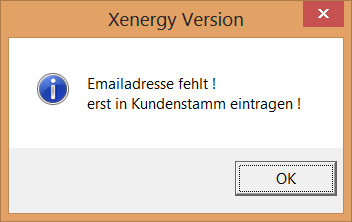 Xenergy Version
Emailadresse fehlt !
erst in Kundenstamm eintragen !
OK